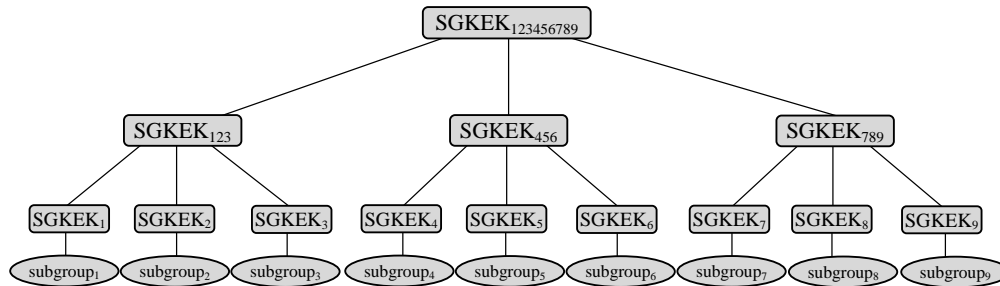 SGKEK₁₂₃₄₅₆₇₈₉
SGKEK₁₂₃ SGKEK₄₅₆ SGKEK₇₈₉
SGKEK₁ SGKEK₂ SGKEK₃ SGKEK₄ SGKEK₅ SGKEK₆ SGKEK₇ SGKEK₈ SGKEK₉
subgroup₁ subgroup₂ subgroup₃ subgroup₄ subgroup₅ subgroup₆ subgroup₇ subgroup₈ subgroup₉